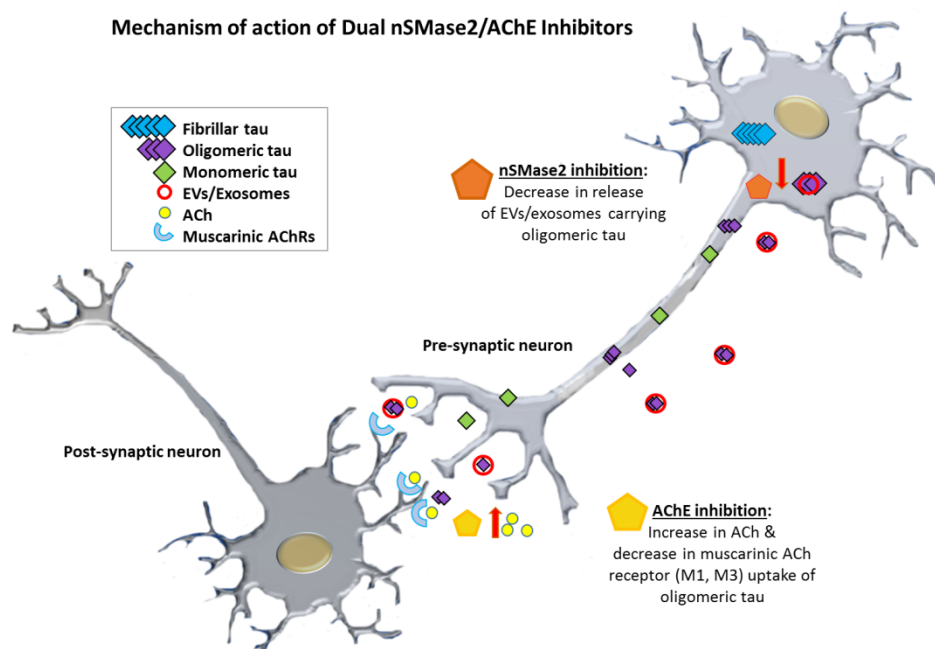 Mechanism of action of Dual nSMase2/AChE Inhibitors
Fibrillar tau
Oligomeric tau
Monomeric tau
EVs/Exosomes
ACh
Muscarinic AChRs
nSMase2 inhibition:
Decrease in release
of EVs/exosomes carrying
oligomeric tau
Pre-synaptic neuron
Post-synaptic neuron
AChE inhibition:
Increase in ACh &
decrease in muscarinic ACh
receptor (M1, M3) uptake of
oligomeric tau